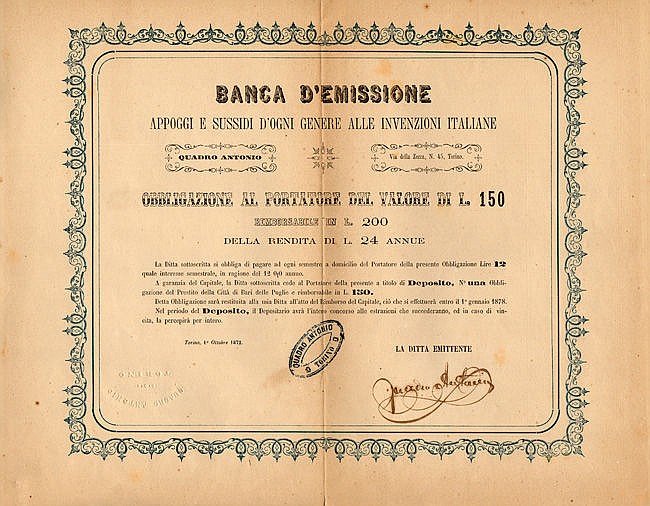 BANCA D'EMISSIONE
APPOGGI E SUSSIDI D'OGNI GENERE ALLE INVENZIONI ITALIANE
QUADRO ANTONIO
Via della Zecca, N. 45, Torino.
OBBLIGAZIONE AL PORTATORE DEL VALORE DI L. 150
RIMBORSABILE IN L. 200
DELLA RENDITA DI L. 24 ANNUE
La Ditta sottoscritta si obbliga di pagare ad ogni semestre a domicilio del Portatore della presente Obbligazione Lire 12
quale interesse semestrale, in ragione del 12 0/0 annuo.
A garanzia del Capitale, la Ditta sottoscritta cede al Portatore della presente a titolo di Deposito, N° una Obbli-
gazione del Prestito della Città di Bari delle Puglie e rimborsabile in L. 150.
Detta Obbligazione sarà restituita alla mia Ditta all'atto del Rimborso del Capitale, ciò che si effettuerà entro il 1° gennaio 1878.
Nel periodo del Deposito, il Depositario avrà l'intero concorso alle estrazioni che succederanno, ed in caso di vin-
cita, la percepirà per intero.
Torino, 1° Ottobre 1872.
QUADRO ANTONIO
TORINO
LA DITTA EMITTENTE
Quadro Antonio
QUADRO ANTONIO
TORINO